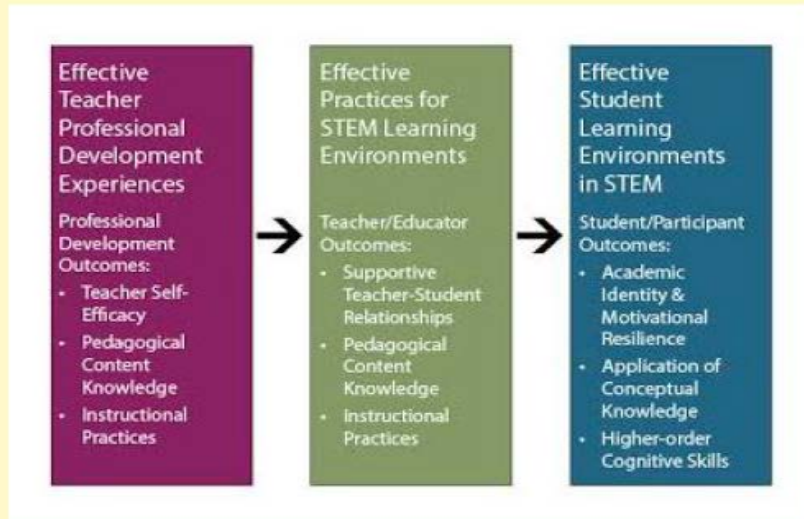 Effective
Teacher
Professional
Development
Experiences
Professional
Development
Outcomes:
• Teacher Self-
Efficacy
• Pedagogical
Content
Knowledge
• Instructional
Practices
Effective
Practices for
STEM Learning
Environments
Teacher/Educator
Outcomes:
• Supportive
Teacher-Student
Relationships
• Pedagogical
Content
Knowledge
• Instructional
Practices
Effective
Student
Learning
Environments
in STEM
Student/Participant
Outcomes:
• Academic
Identity &
Motivational
Resilience
• Application of
Conceptual
Knowledge
• Higher-order
Cognitive Skills